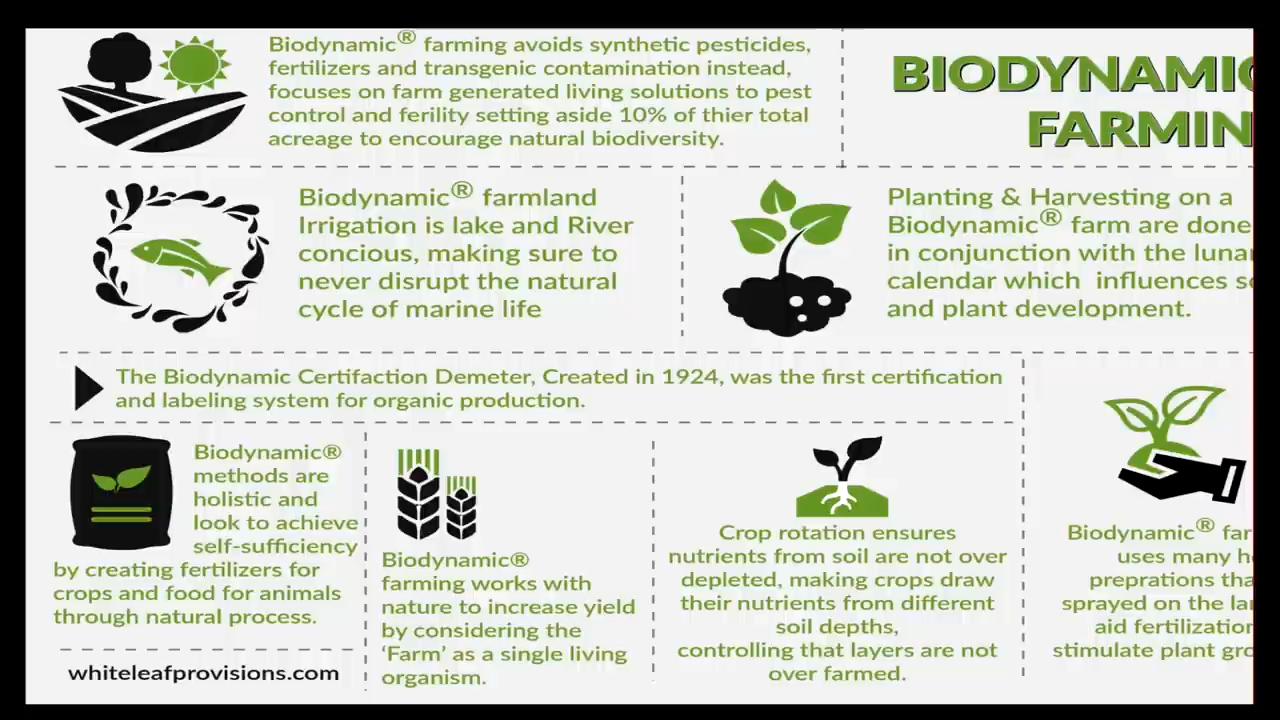 Biodynamic® farming avoids synthetic pesticides,
fertilizers and transgenic contamination instead,
focuses on farm generated living solutions to pest
control and ferility setting aside 10% of thier total
acreage to encourage natural biodiversity.
BIODYNAMIC
FARMIN
Biodynamic® farmland
Irrigation is lake and River
concious, making sure to
never disrupt the natural
cycle of marine life
Planting & Harvesting on a
Biodynamic® farm are done
in conjunction with the lunar
calendar which influences
and plant development.
The Biodynamic Certifaction Demeter, Created in 1924, was the first certification
and labeling system for organic production.
Biodynamic®
methods are
holistic and
look to achieve
self-sufficiency
by creating fertilizers for
crops and food for animals
through natural process.
whiteleafprovisions.com
Biodynamic®
farming works with
nature to increase yield
by considering the
‘Farm’ as a single living
organism.
Crop rotation ensures
nutrients from soil are not over
depleted, making crops draw
their nutrients from different
soil depths,
controlling that layers are not
over farmed.
Biodynamic® far
uses many
preprations tha
sprayed on the la
aid fertilization
stimulate plant gro